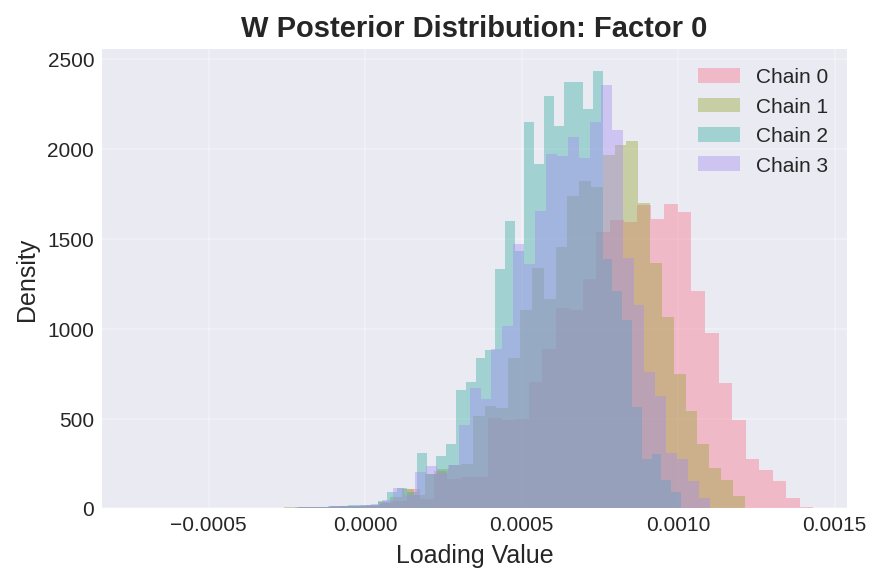 W Posterior Distribution: Factor 0
2500
2000
1500
1000
500
0
Density
Chain 0
Chain 1
Chain 2
Chain 3
−0.0005 0.0000 0.0005 0.0010 0.0015
Loading Value